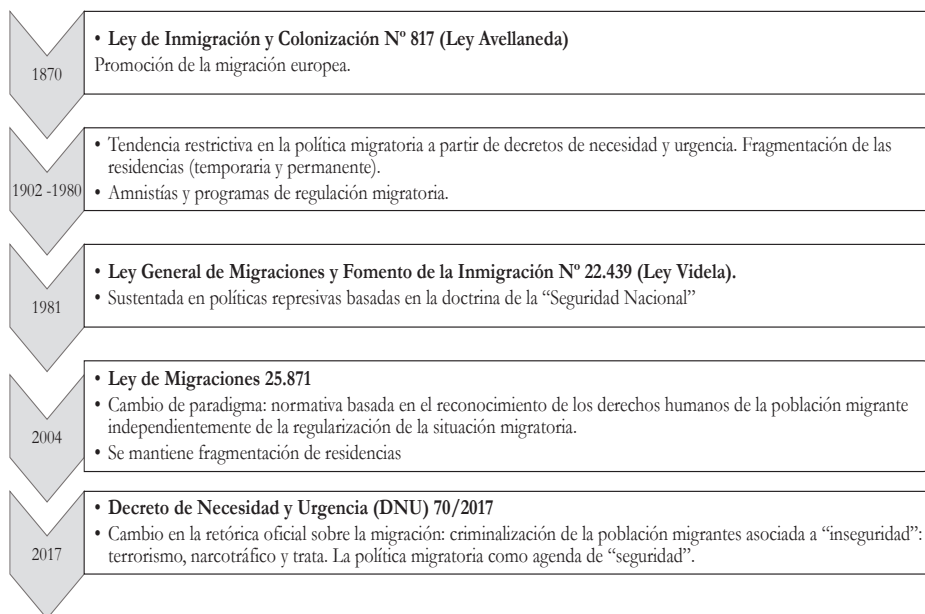 1870
• Ley de Inmigración y Colonización Nº 817 (Ley Avellaneda)
Promoción de la migración europea.
1902 -1980
• Tendencia restrictiva en la política migratoria a partir de decretos de necesidad y urgencia. Fragmentación de las
residencias (temporaria y permanente).
• Amnistías y programas de regulación migratoria.
1981
• Ley General de Migraciones y Fomento de la Inmigración Nº 22.439 (Ley Videla).
• Sustentada en políticas represivas basadas en la doctrina de la “Seguridad Nacional”
2004
• Ley de Migraciones 25.871
• Cambio de paradigma: normativa basada en el reconocimiento de los derechos humanos de la población migrante
independientemente de la regularización de la situación migratoria.
• Se mantiene fragmentación de residencias
2017
• Decreto de Necesidad y Urgencia (DNU) 70/2017
• Cambio en la retórica oficial sobre la migración: criminalización de la población migrantes asociada a “inseguridad”:
terrorismo, narcotráfico y trata. La política migratoria como agenda de “seguridad”.